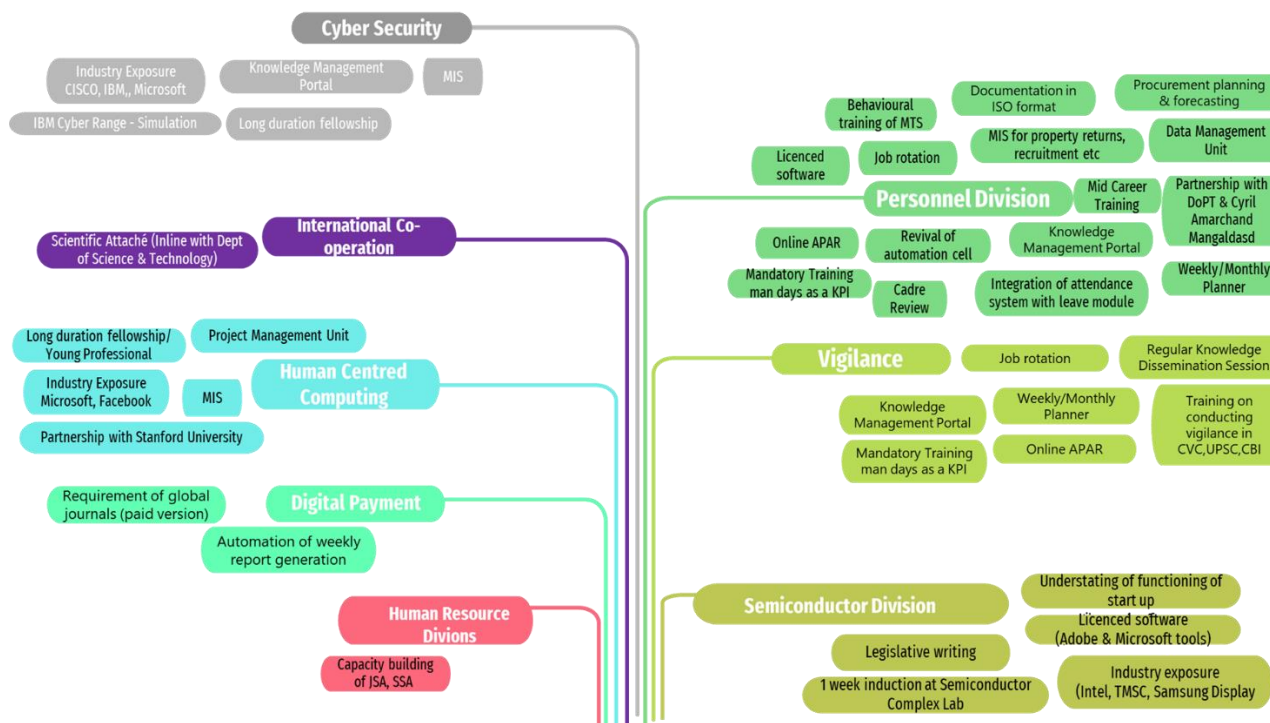 Cyber Security
Industry Exposure
CISCO, IBM,, Microsoft
Knowledge Management
Portal
MIS
IBM Cyber Range - Simulation
Long duration fellowship
International Co-
operation
Scientific Attaché (Inline with Dept
of Science & Technology)
Long duration fellowship/
Young Professional
Project Management Unit
Human Centred
Computing
Industry Exposure
Microsoft, Facebook
MIS
Partnership with Stanford University
Digital Payment
Requirement of global
journals (paid version)
Automation of weekly
report generation
Human Resource
Divions
Capacity building
of JSA, SSA
Behavioural
training of MTS
Documentation in
ISO format
Procurement planning
& forecasting
Licenced
software
Job rotation
MIS for property returns,
recruitment etc
Data Management
Unit
Personnel Division
Mid Career
Training
Partnership with
DoPT & Cyril
Amarchand
Mangaldasd
Online APAR
Revival of
automation cell
Knowledge
Management Portal
Mandatory Training
man days as a KPI
Cadre
Review
Integration of attendance
system with leave module
Weekly/Monthly
Planner
Vigilance
Job rotation
Regular Knowledge
Dissemination Session
Knowledge
Management Portal
Weekly/Monthly
Planner
Training on
conducting
vigilance in
CVC,UPSC,CBI
Mandatory Training
man days as a KPI
Online APAR
Semiconductor Division
Understating of functioning of
start up
Licenced software
(Adobe & Microsoft tools)
Legislative writing
1 week induction at Semiconductor
Complex Lab
Industry exposure
(Intel, TMSC, Samsung Display